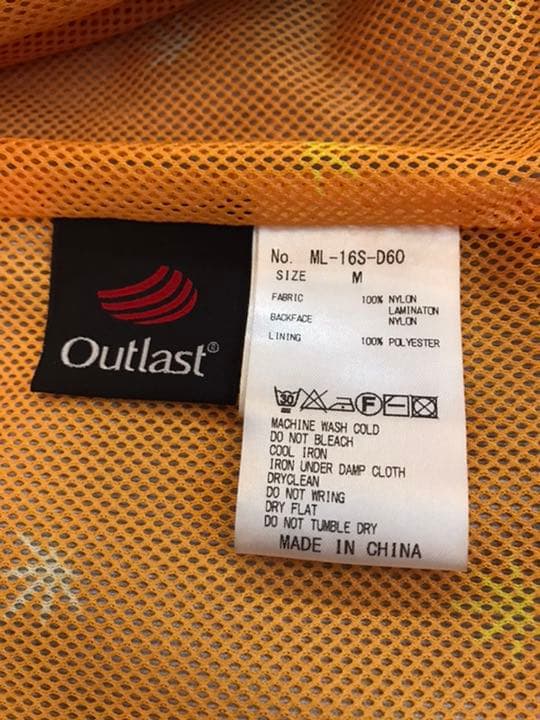 Outlast®
No. ML-16S-D60
SIZE M
FABRIC 100% NYLON
LAMINATON
BACKFACE NYLON
LINING 100% POLYESTER
30 F
MACHINE WASH COLD
DO NOT BLEACH
COOL IRON
IRON UNDER DAMP CLOTH
DRYCLEAN
DO NOT WRING
DRY FLAT
DO NOT TUMBLE DRY
MADE IN CHINA